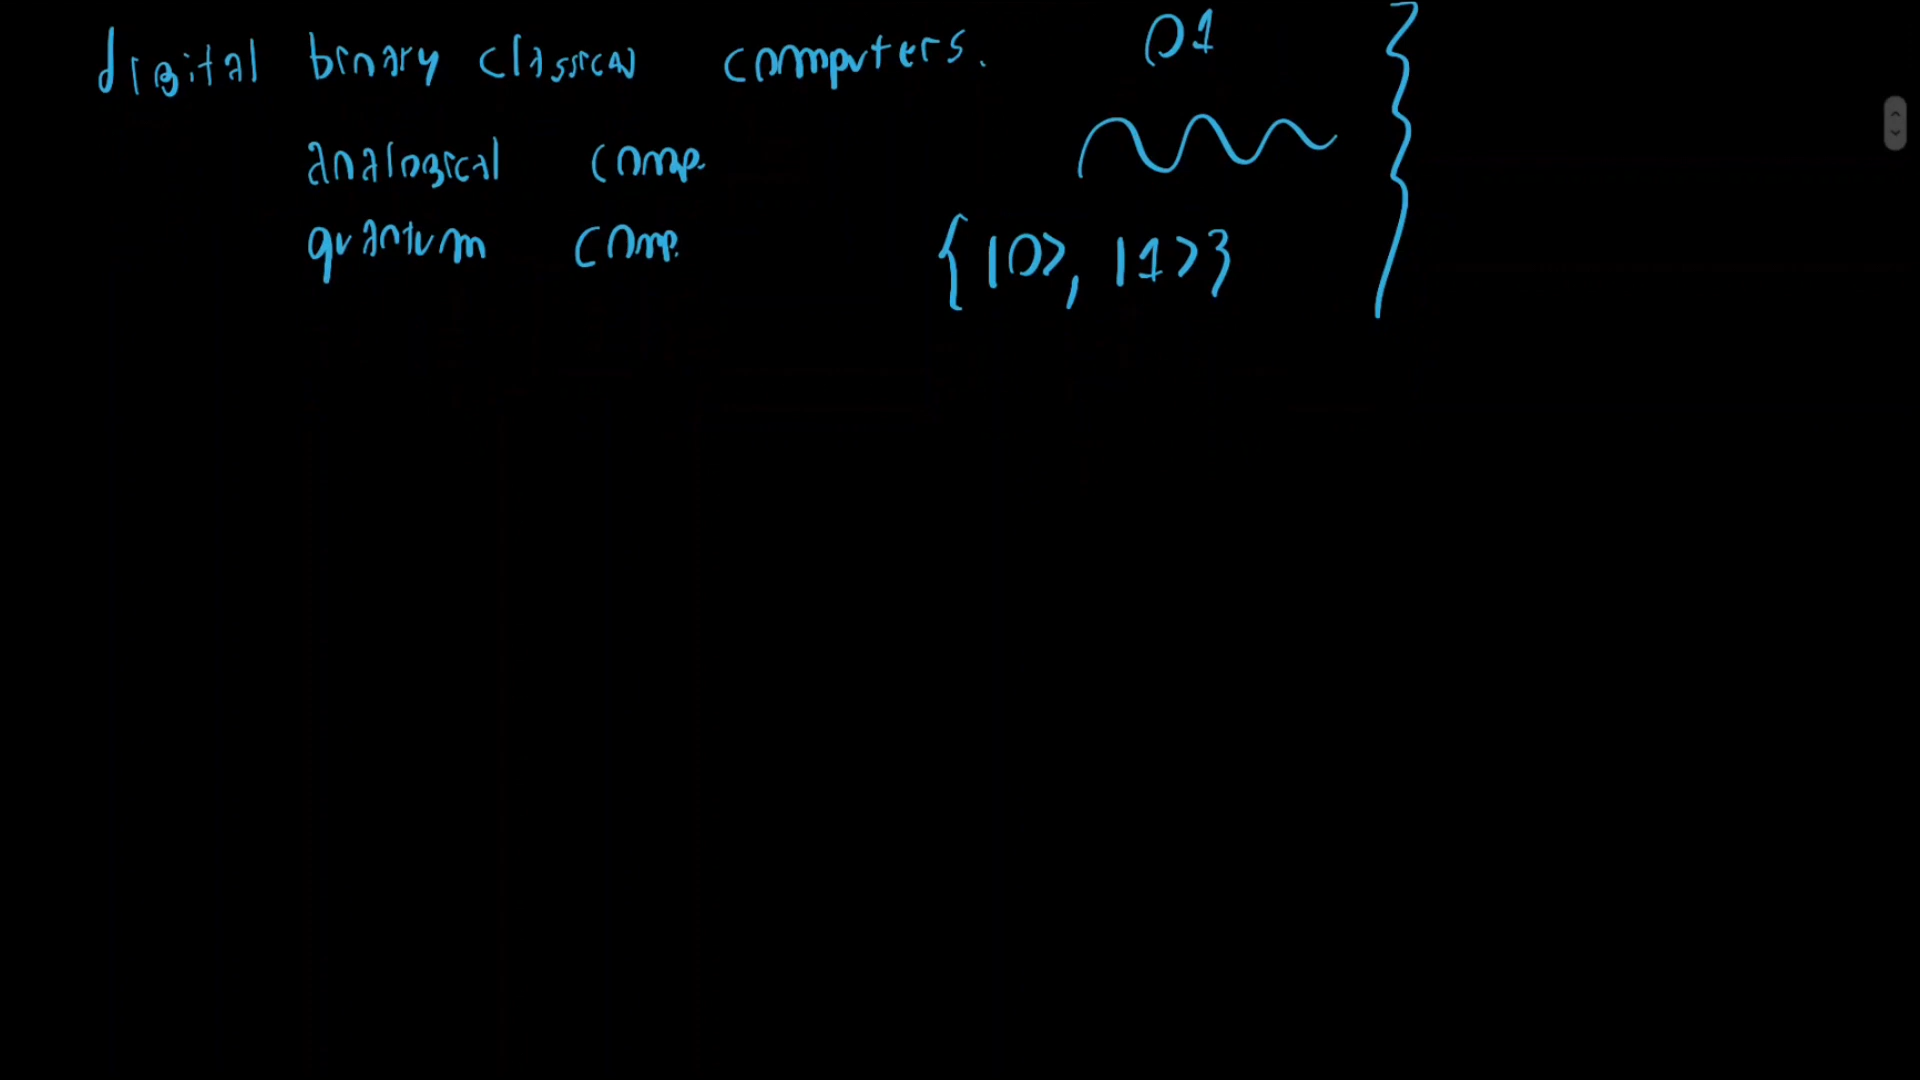 digital binary classical computers. 01
analogical comp.
quantum comp. {|0>, |1>}